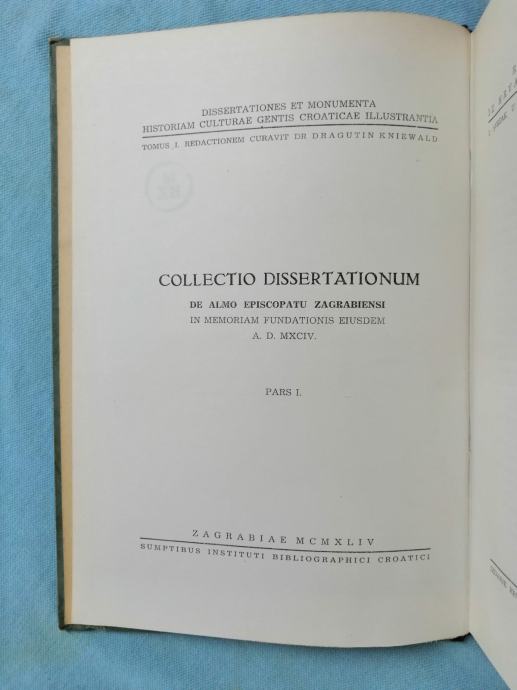 DISSERTATIONES ET MONUMENTA
HISTORIAM CULTURAE GENTIS CROATICAE ILLUSTRANTIA
TOMUS I. REDACTIONEM CURAVIT DR DRAGUTIN KNIEWALD
COLLECTIO DISSERTATIONUM
DE ALMO EPISCOPATU ZAGRABIENSI
IN MEMORIAM FUNDATIONIS EIUSDEM
A. D. MXCIV.
PARS I.
ZAGRABIAE MCMXLIV
SUMPTIBUS INSTITUTI BIBLIOGRAPHICI CROATICI